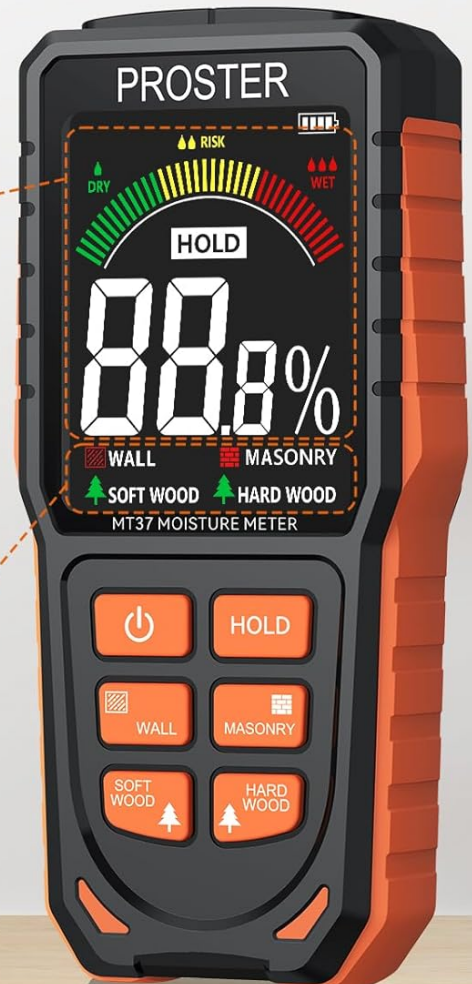 PROSTER
RISK
DRY
WET
HOLD
88.8%
WALL MASONRY
SOFT WOOD HARD WOOD
MT37 MOISTURE METER
HOLD
WALL
MASONRY
SOFT
WOOD
HARD
WOOD